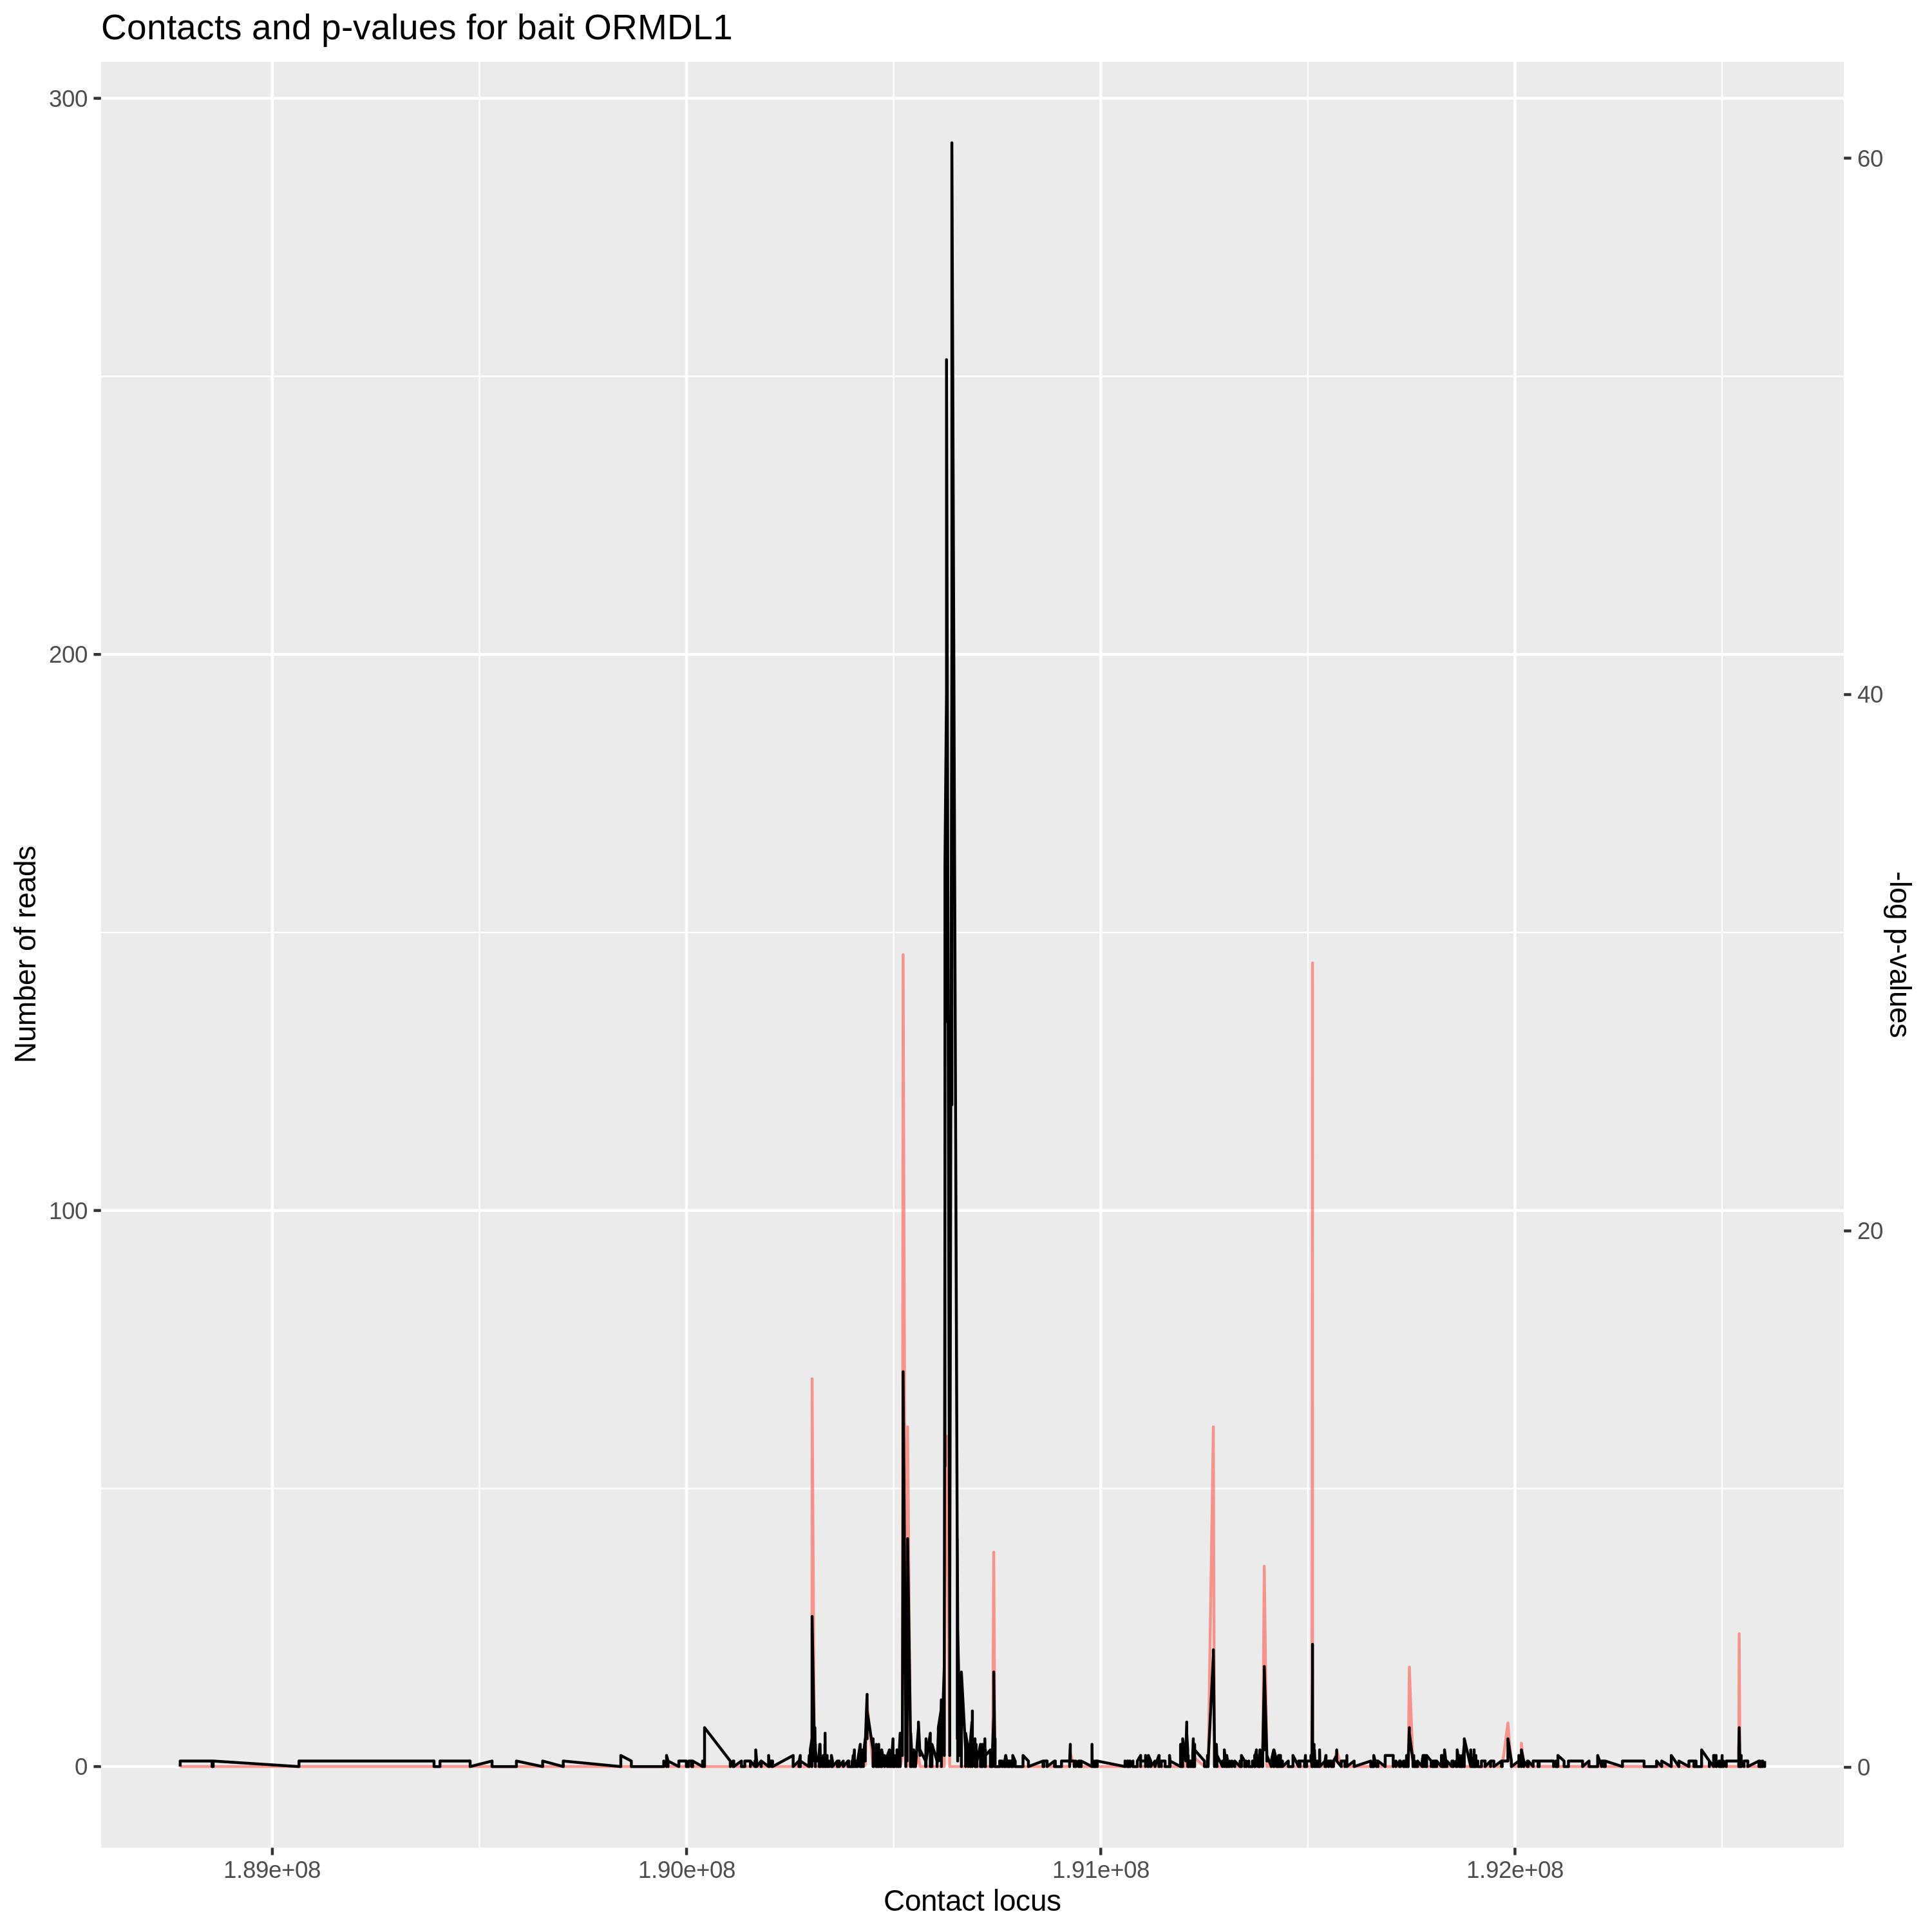 Contacts and p-values for bait ORMDL1
300
200
100
0
60
40
20
0
Number of reads
-log p-values
1.89e+08
1.90e+08
1.91e+08
1.92e+08
Contact locus